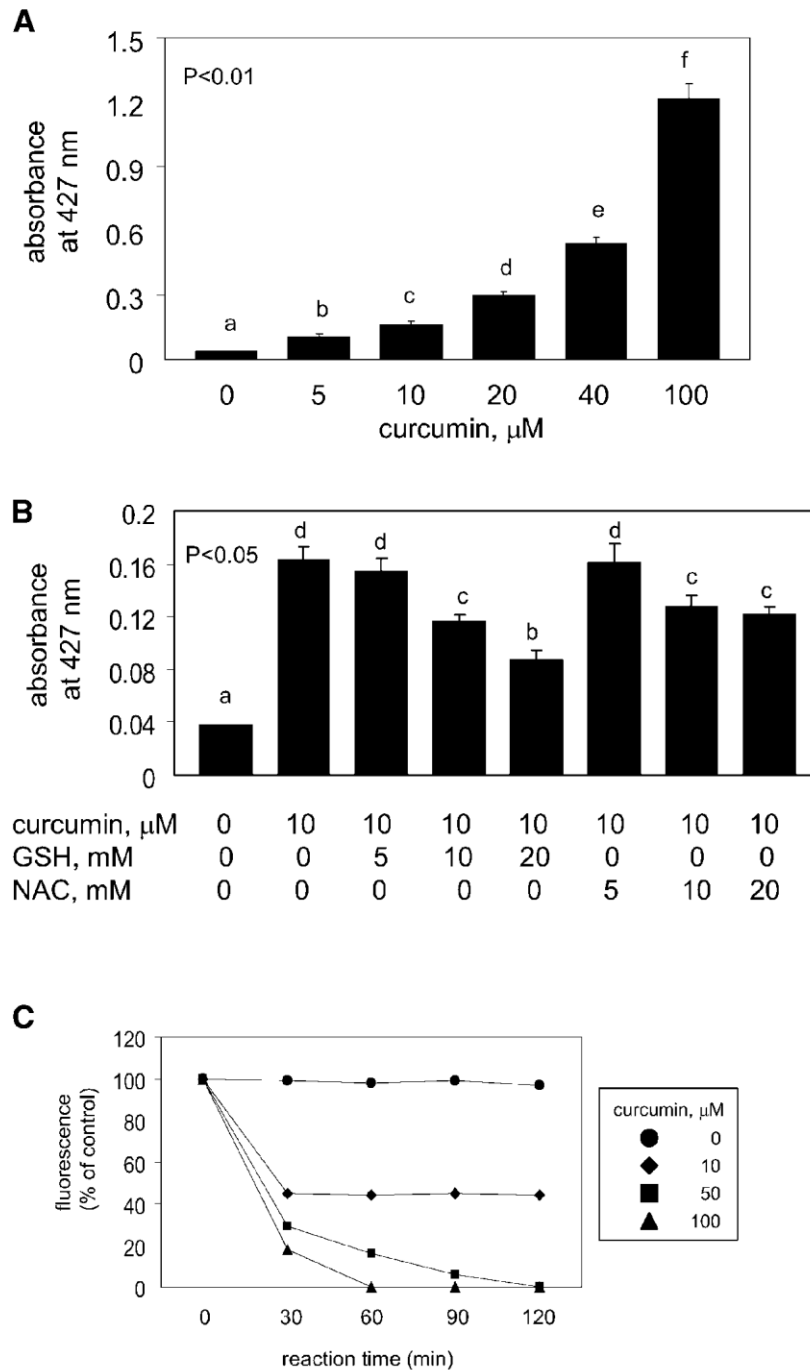 A
absorbance
at 427 nm
1.5
1.2
0.9
0.6
0.3
0
P<0.01
a
b
c
d
e
f
0 5 10 20 40 100
curcumin, μM
B
absorbance
at 427 nm
0.2
0.16
0.12
0.08
0.04
0
P<0.05
a
d
d
c
b
d
c
c
curcumin, μM 0 10 10 10 10 10 10 10
GSH, mM 0 0 5 10 20 0 0 0
NAC, mM 0 0 0 0 0 5 10 20
C
fluorescence
(% of control)
120
100
80
60
40
20
0
0 30 60 90 120
reaction time (min)
curcumin, μM
0
10
50
100